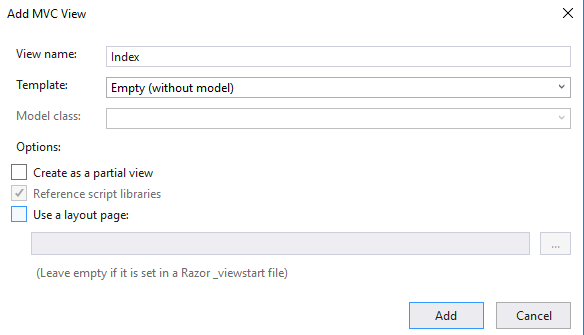 Add MVC View
View name: Index
Template: Empty (without model)
Model class:
Options:
Create as a partial view
Reference script libraries
Use a layout page:
...
(Leave empty if it is set in a Razor _viewstart file)
Add Cancel